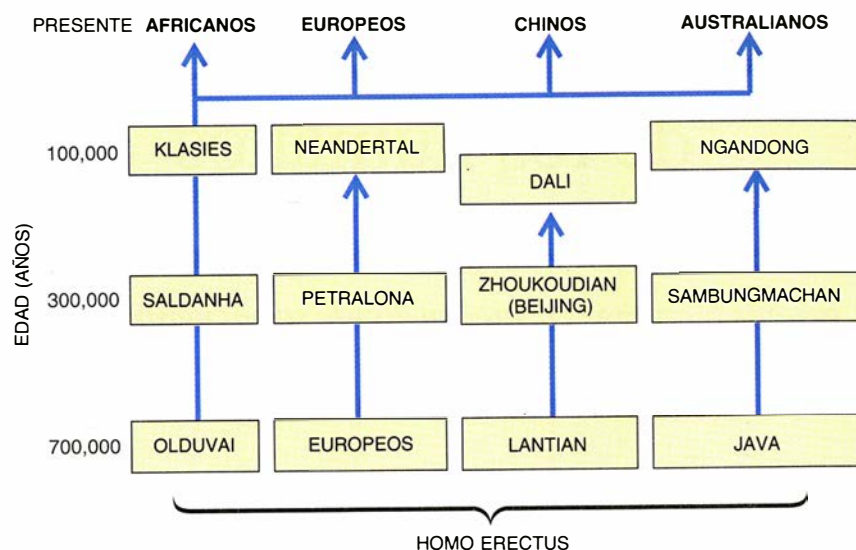 PRESENTE AFRICANOS EUROPEOS CHINOS AUSTRALIANOS
100,000 KLASIES NEANDERTAL NGANDONG
DALI
EDAD (AÑOS)
300,000 SALDANHA PETRALONA ZHOUKOUDIAN
(BEIJING) SAMBUNGMACHAN
700,000 OLDUVAI EUROPEOS LANTIAN JAVA
HOMO ERECTUS